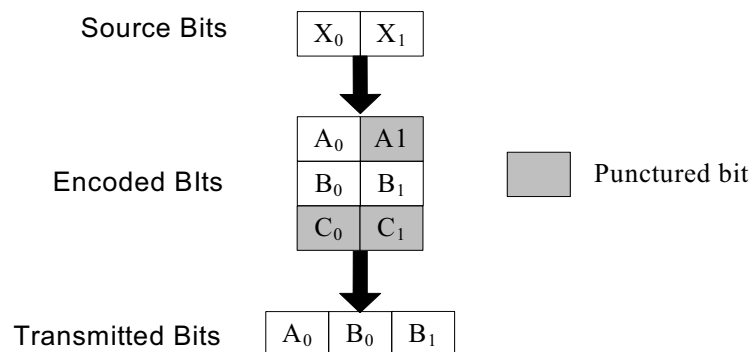 Source Bits
X₀ X₁
A₀ A1
Encoded BIts
B₀ B₁
Punctured bit
C₀ C₁
Transmitted Bits
A₀ B₀ B₁